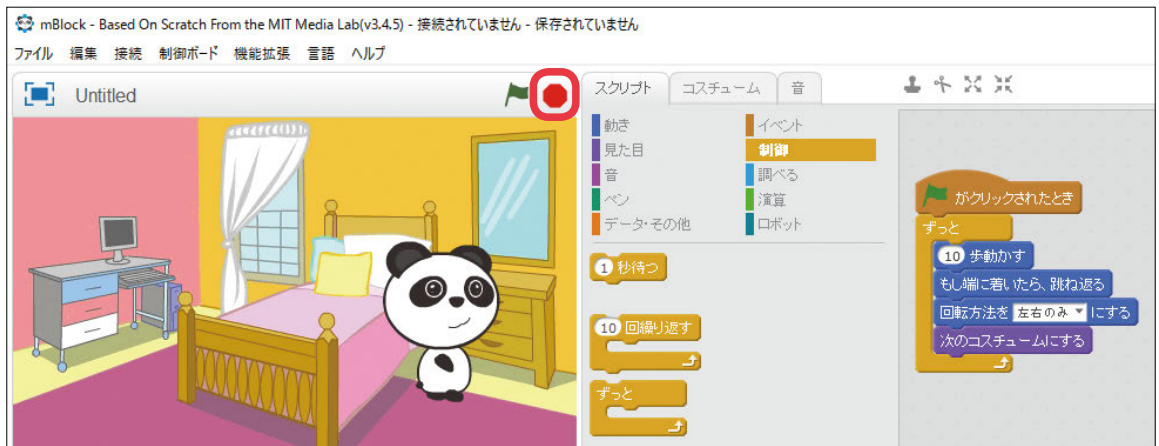 mBlock - Based On Scratch From the MIT Media Lab(v3.4.5) - 接続されていません - 保存されていません
ファイル 編集 接続 制御ボード 機能拡張 言語 ヘルプ
Untitled
スクリプト コスチューム 音
動き イベント
見た目 制御
音 調べる
ペン 演算
データ・その他 ロボット
1 秒待つ
10 回繰り返す
ずっと
がクリックされたとき
ずっと
10 歩動かす
もし端に着いたら、跳ね返る
回転方法を 左右のみ にする
次のコスチュームにする